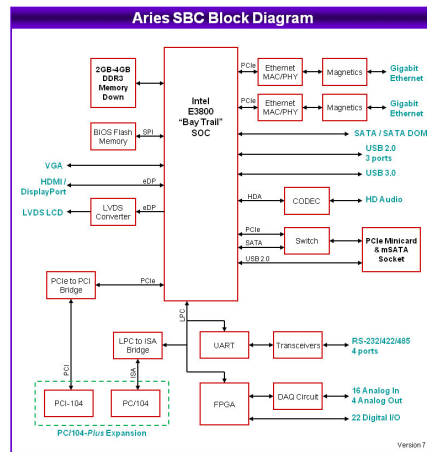 Aries SBC Block Diagram
2GB-4GB
DDR3
Memory
Down
Intel
E3800
"Bay Trail"
SOC
PCIe
Ethernet
MAC/PHY
Magnetics
Gigabit
Ethernet
PCIe
Ethernet
MAC/PHY
Magnetics
Gigabit
Ethernet
BIOS Flash
Memory
SPI
SATA / SATA DOM
USB 2.0
3 ports
VGA
USB 3.0
HDMI /
DisplayPort
eDP
LVDS LCD
LVDS
Converter
eDP
HDA
CODEC
HD Audio
PCIe
SATA
Switch
USB 2.0
PCIe Minicard
& mSATA
Socket
PCIe to PCI
Bridge
PCIe
LPC
LPC to ISA
Bridge
UART
Transceivers
RS-232/422/485
4 ports
PCI
ISA
PCI-104
PC/104
FPGA
DAQ Circuit
16 Analog In
4 Analog Out
22 Digital I/O
PC/104-Plus Expansion
Version 7